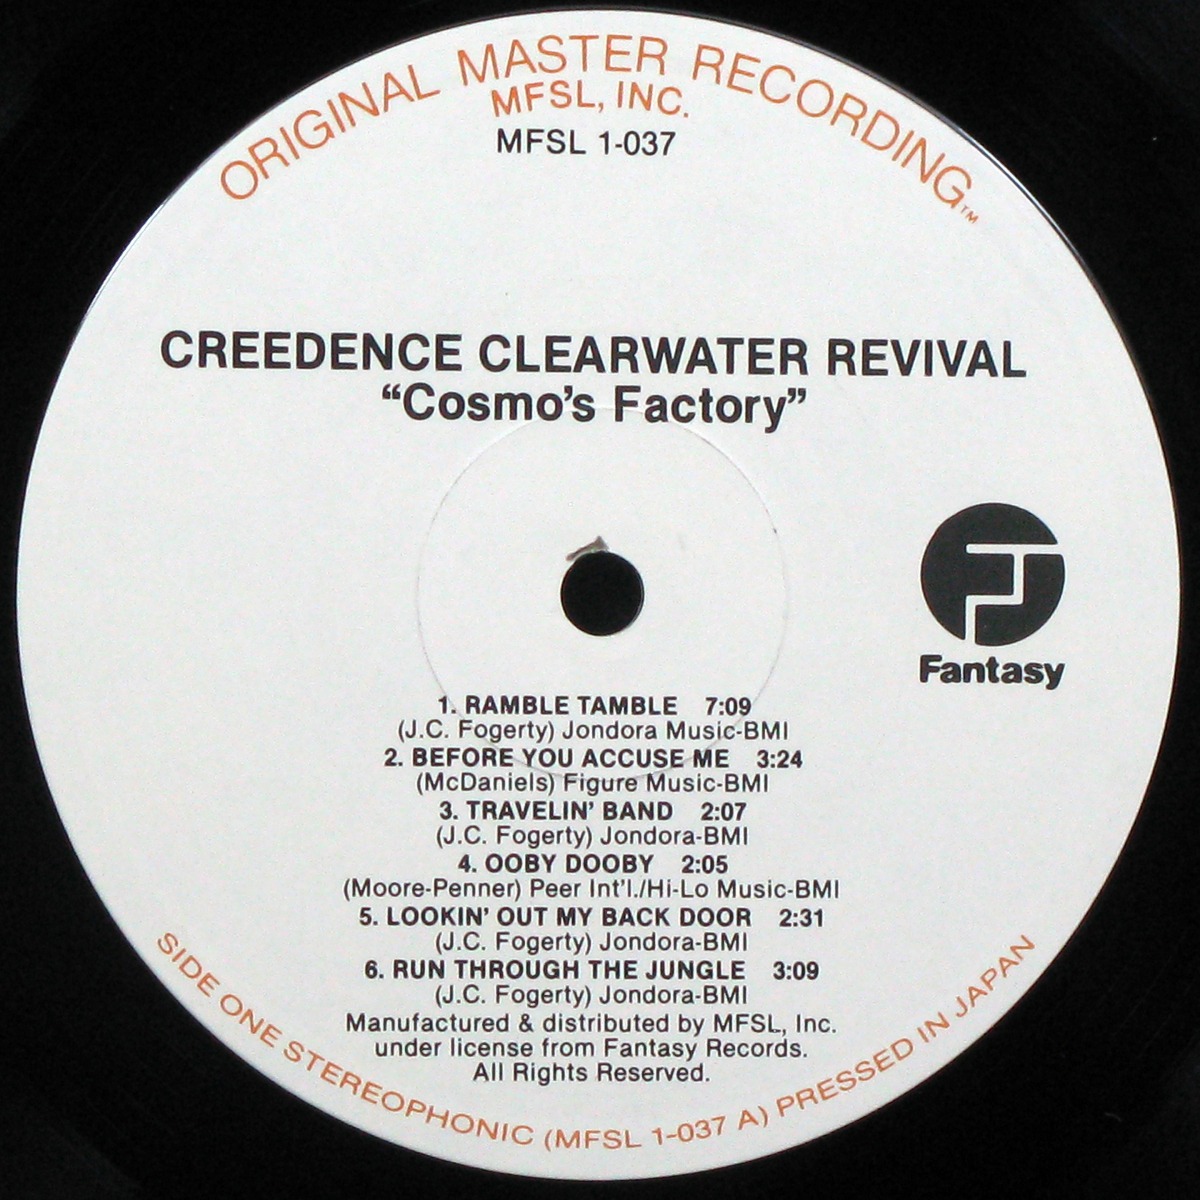 ORIGINAL MASTER RECORDING™
MFSL, INC.
MFSL 1-037
CREEDENCE CLEARWATER REVIVAL
“Cosmo’s Factory”
Fantasy
1. RAMBLE TAMBLE 7:09
(J.C. Fogerty) Jondora Music-BMI
2. BEFORE YOU ACCUSE ME 3:24
(McDaniels) Figure Music-BMI
3. TRAVELIN’ BAND 2:07
(J.C. Fogerty) Jondora-BMI
4. OOBY DOOBY 2:05
(Moore-Penner) Peer Int’l./Hi-Lo Music-BMI
5. LOOKIN’ OUT MY BACK DOOR 2:31
(J.C. Fogerty) Jondora-BMI
6. RUN THROUGH THE JUNGLE 3:09
(J.C. Fogerty) Jondora-BMI
Manufactured & distributed by MFSL, Inc.
under license from Fantasy Records.
All Rights Reserved.
SIDE ONE STEREOPHONIC (MFSL 1-037 A) PRESSED IN JAPAN